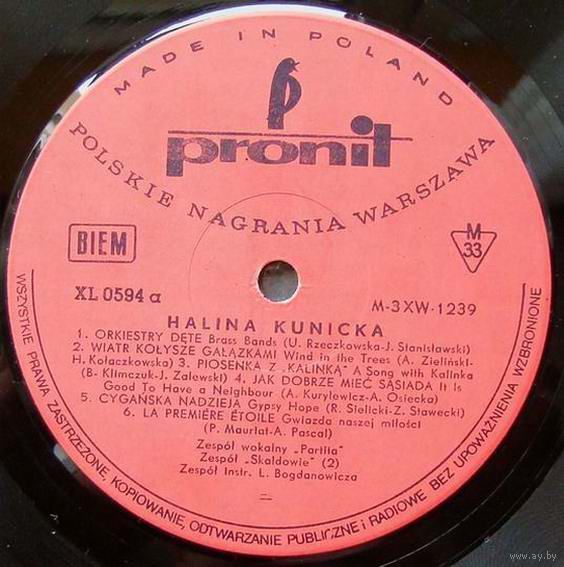 MADE IN POLAND
pronit
POLSKIE NAGRANIA WARSZAWA
BIEM
M
33
XL 0594 a
M-3XW-1239
HALINA KUNICKA
1. ORKIESTRY DĘTE Brass Bands (U. Rzeczkowska-J. Stanisławski)
2. WIATR KOŁYSZE GAŁĄZKAMI Wind in the Trees (A. Zieliński-
H. Kołaczkowska) 3. PIOSENKA Z „KALINKĄ" A Song with Kalinka
(B. Klimczuk-J. Zalewski) 4. JAK DOBRZE MIEĆ SĄSIADA It Is
Good To Have a Neighbour (A. Kurylewicz-A. Osiecka)
5. CYGAŃSKA NADZIEJA Gypsy Hope (R. Sielicki-Z. Stawecki)
6. LA PREMIÈRE ÉTOILE Gwiazda naszej miłości
(P. Mauriat-A. Pascal)
Zespół wokalny „Partita"
Zespół „Skaldowie" (2)
Zespół Instr. L. Bogdanowicza
WSZYSTKIE PRAWA ZASTRZEŻONE, KOPIOWANIE, ODTWARZANIE PUBLICZNE i RADIOWE BEZ UPOWAŻNIENIA WZBRONIONE
www.ay.by